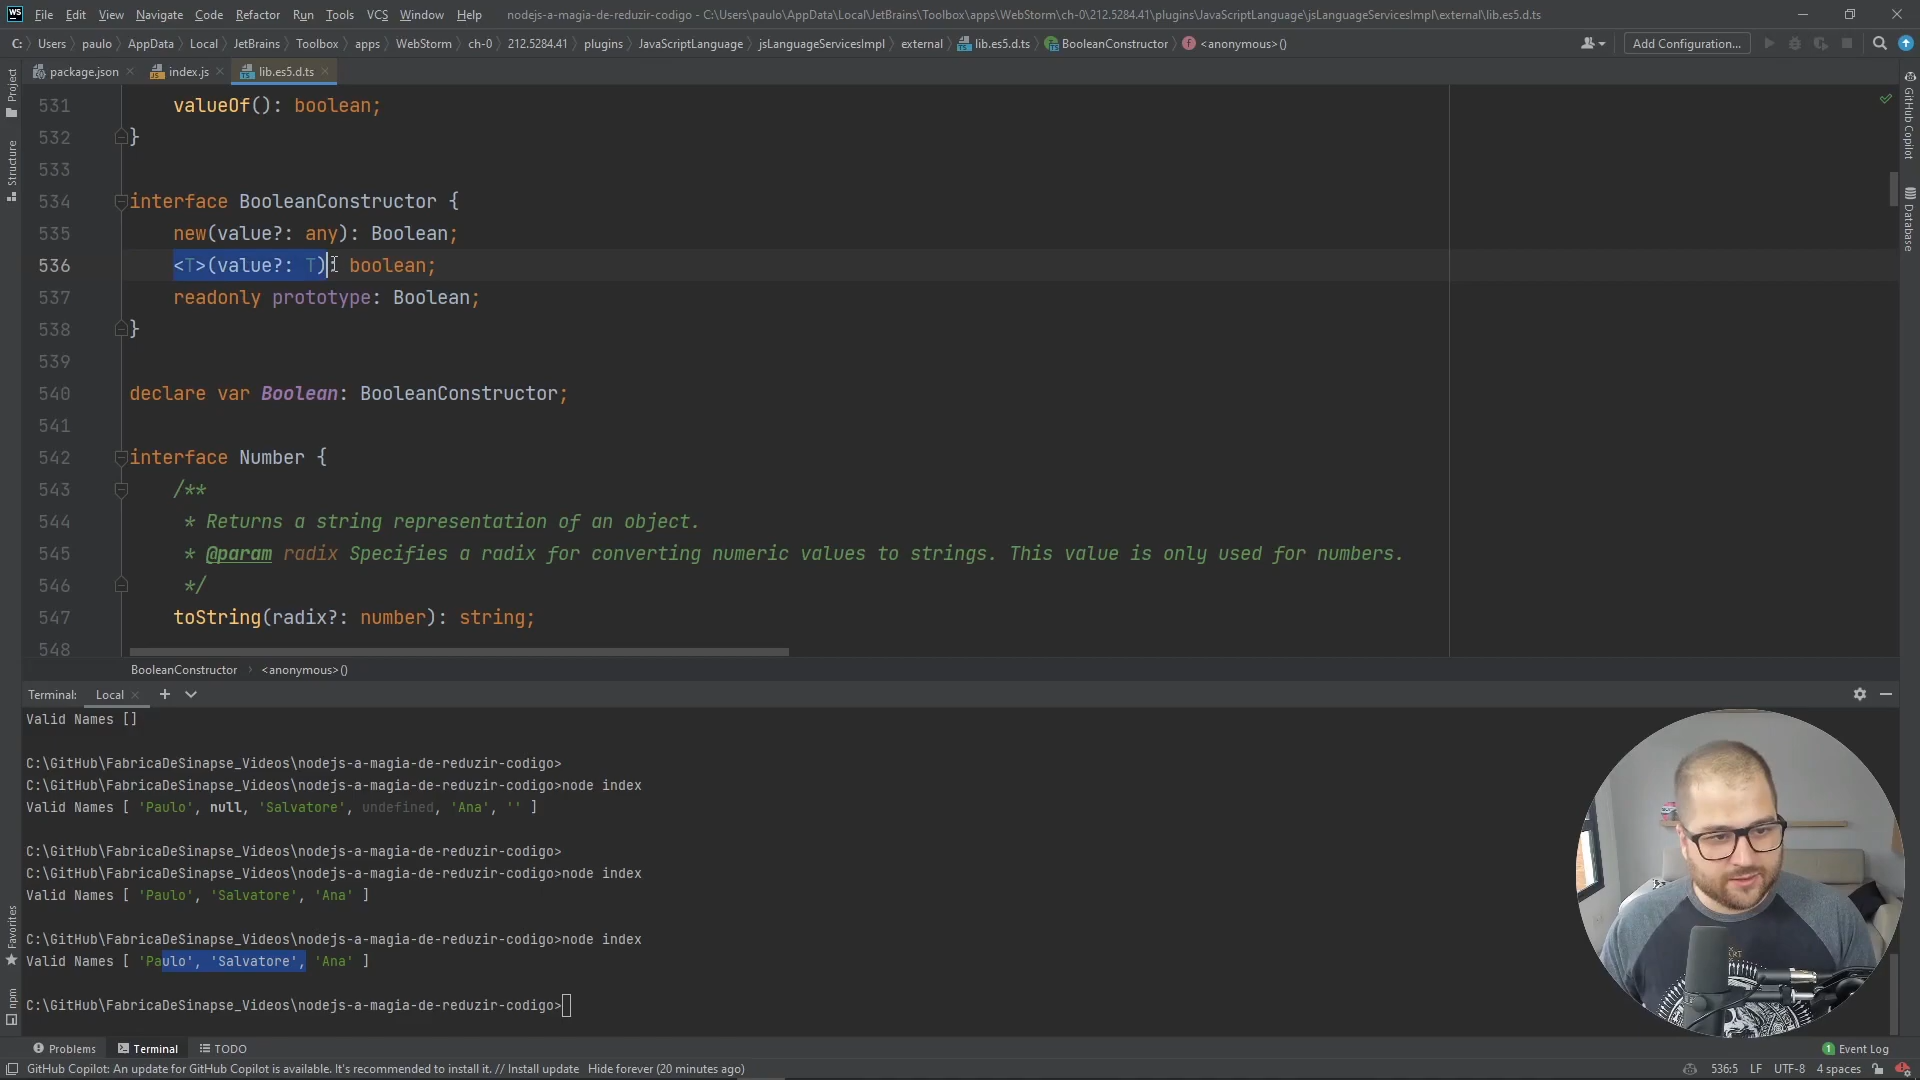 WS File Edit View Navigate Code Refactor Run Tools VCS Window Help nodejs-a-magia-de-reduzir-codigo - C:\Users\paulo\AppData\Local\JetBrains\Toolbox\apps\WebStorm\ch-0\212.5284.41\plugins\JavaScriptLanguage\jsLanguageServicesImpl\external\lib.es5.d.ts
C: Users paulo AppData Local JetBrains Toolbox apps WebStorm ch-0 212.5284.41 plugins JavaScriptLanguage jsLanguageServicesImpl external lib.es5.d.ts BooleanConstructor <anonymous>() Add Configuration...
package.json index.js lib.es5.d.ts
Project
Structure
Favorites
npm
GitHub Copilot
Database
531 valueOf(): boolean;
532 }
533
534 interface BooleanConstructor {
535 new(value?: any): Boolean;
536 <T>(value?: T): boolean;
537 readonly prototype: Boolean;
538 }
539
540 declare var Boolean: BooleanConstructor;
541
542 interface Number {
543 /**
544 * Returns a string representation of an object.
545 * @param radix Specifies a radix for converting numeric values to strings. This value is only used for numbers.
546 */
547 toString(radix?: number): string;
548
BooleanConstructor <anonymous>()
Terminal: Local
Valid Names []
C:\GitHub\FabricaDeSinapse_Videos\nodejs-a-magia-de-reduzir-codigo>
C:\GitHub\FabricaDeSinapse_Videos\nodejs-a-magia-de-reduzir-codigo>node index
Valid Names [ 'Paulo', null, 'Salvatore', undefined, 'Ana', '' ]
C:\GitHub\FabricaDeSinapse_Videos\nodejs-a-magia-de-reduzir-codigo>
C:\GitHub\FabricaDeSinapse_Videos\nodejs-a-magia-de-reduzir-codigo>node index
Valid Names [ 'Paulo', 'Salvatore', 'Ana' ]
C:\GitHub\FabricaDeSinapse_Videos\nodejs-a-magia-de-reduzir-codigo>node index
Valid Names [ 'Paulo', 'Salvatore', 'Ana' ]
C:\GitHub\FabricaDeSinapse_Videos\nodejs-a-magia-de-reduzir-codigo>
Problems Terminal TODO 1 Event Log
GitHub Copilot: An update for GitHub Copilot is available. It's recommended to install it. // Install update Hide forever (20 minutes ago) 536:5 LF UTF-8 4 spaces